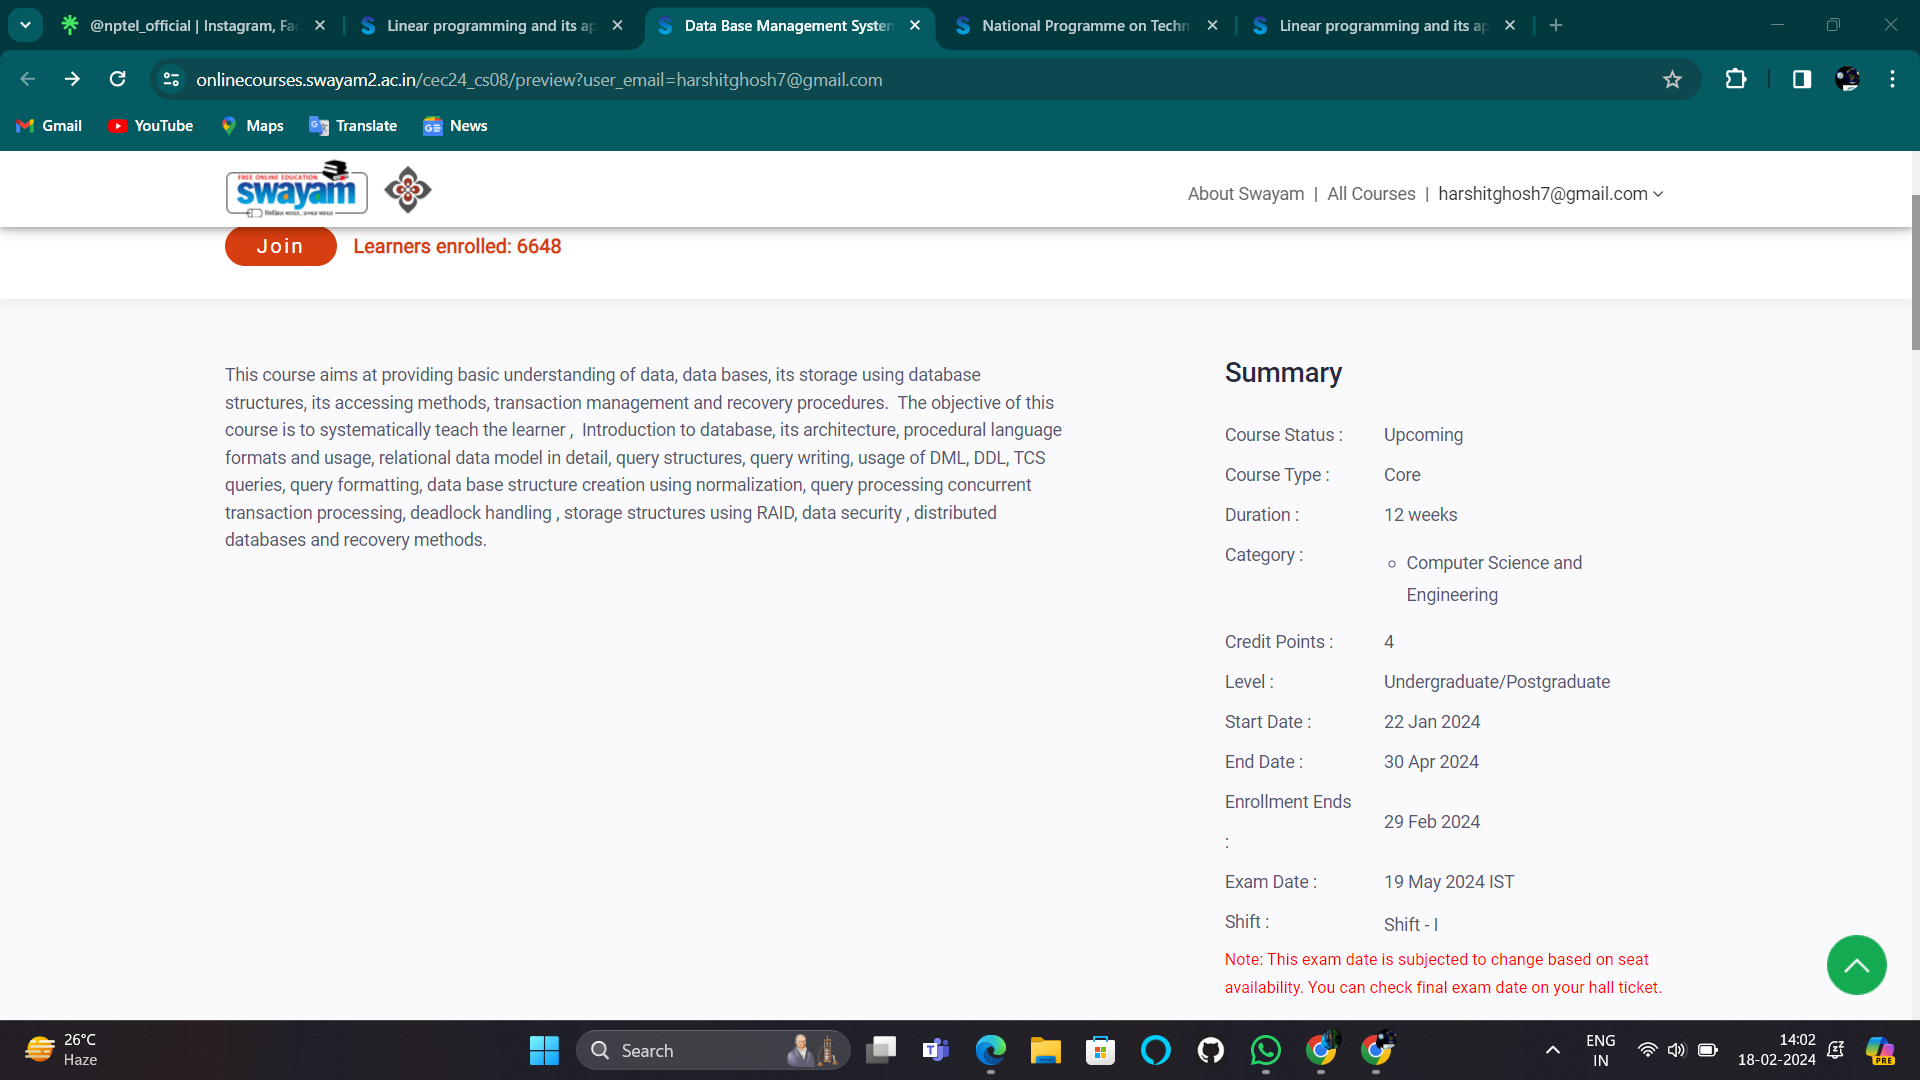 @nptel_official | Instagram, Fa
Linear programming and its ap
Data Base Management System
National Programme on Techn
Linear programming and its ap
onlinecourses.swayam2.ac.in/cec24_cs08/preview?user_email=harshitghosh7@gmail.com
Gmail
YouTube
Maps
Translate
News
FREE ONLINE EDUCATION
swayam
About Swayam | All Courses | harshitghosh7@gmail.com
Join
Learners enrolled: 6648
This course aims at providing basic understanding of data, data bases, its storage using database
structures, its accessing methods, transaction management and recovery procedures.  The objective of this
course is to systematically teach the learner ,  Introduction to database, its architecture, procedural language
formats and usage, relational data model in detail, query structures, query writing, usage of DML, DDL, TCS
queries, query formatting, data base structure creation using normalization, query processing concurrent
transaction processing, deadlock handling , storage structures using RAID, data security , distributed
databases and recovery methods.
Summary
Course Status : Upcoming
Course Type : Core
Duration : 12 weeks
Category : Computer Science and
Engineering
Credit Points : 4
Level : Undergraduate/Postgraduate
Start Date : 22 Jan 2024
End Date : 30 Apr 2024
Enrollment Ends
: 29 Feb 2024
Exam Date : 19 May 2024 IST
Shift : Shift - I
Note: This exam date is subjected to change based on seat
availability. You can check final exam date on your hall ticket.
26°C
Haze
Search
ENG
IN
14:02
18-02-2024
PRE